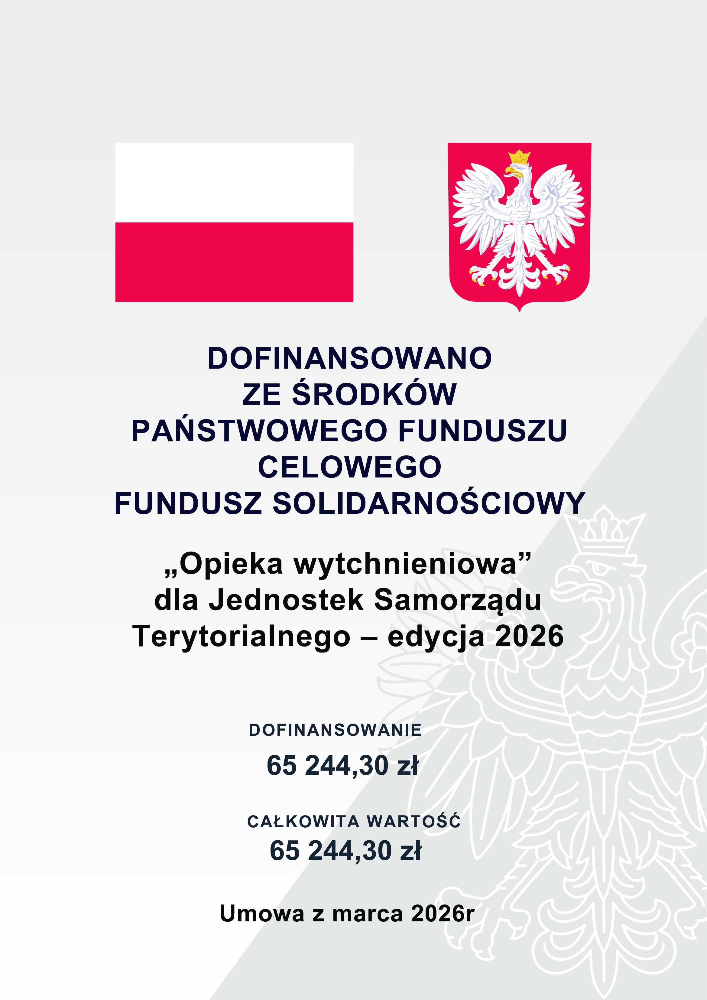 DOFINANSOWANO
ZE ŚRODKÓW
PAŃSTWOWEGO FUNDUSZU
CELOWEGO
FUNDUSZ SOLIDARNOŚCIOWY
„Opieka wytchnieniowa”
dla Jednostek Samorządu
Terytorialnego – edycja 2026
DOFINANSOWANIE
65 244,30 zł
CAŁKOWITA WARTOŚĆ
65 244,30 zł
Umowa z marca 2026r